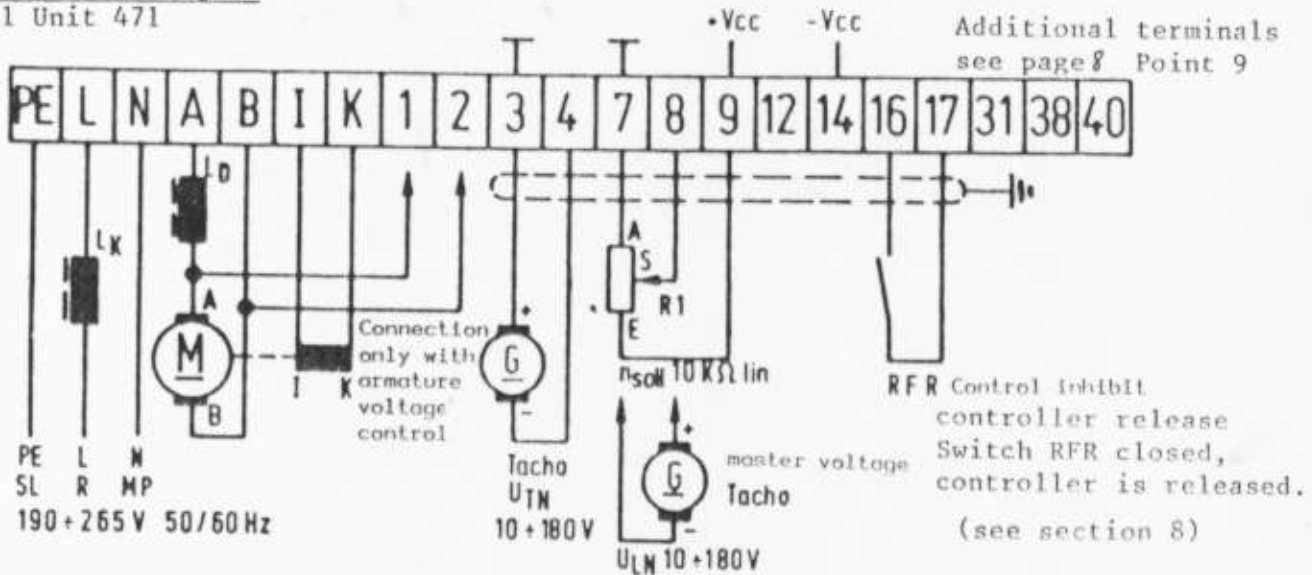 l Unit 471
+Vcc -Vcc
Additional terminals
see page 8 Point 9
PE L N A B I K 1 2 3 4 7 8 9 12 14 16 17 31 38 40
LD
LK
A
M
B
I K
Connection
only with
armature
voltage
control
+
G
-
A
S
R1
E
nsoll 10 KΩ lin
RFR Control inhibit
controller release
Switch RFR closed,
controller is released.
(see section 8)
PE L N
SL R MP
190÷265 V 50/60 Hz
Tacho
UTN
10÷180 V
+
G
-
master voltage
Tacho
ULN 10÷180V